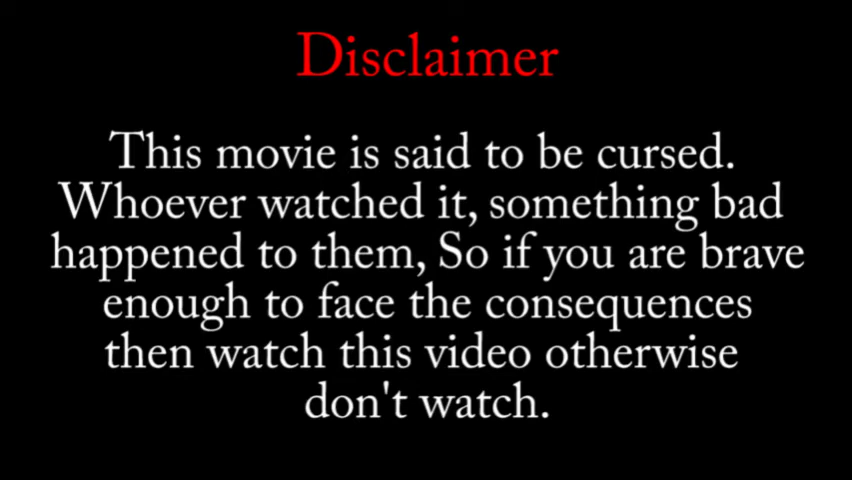 Disclaimer
This movie is said to be cursed.
Whoever watched it, something bad
happened to them, So if you are brave
enough to face the consequences
then watch this video otherwise
don't watch.